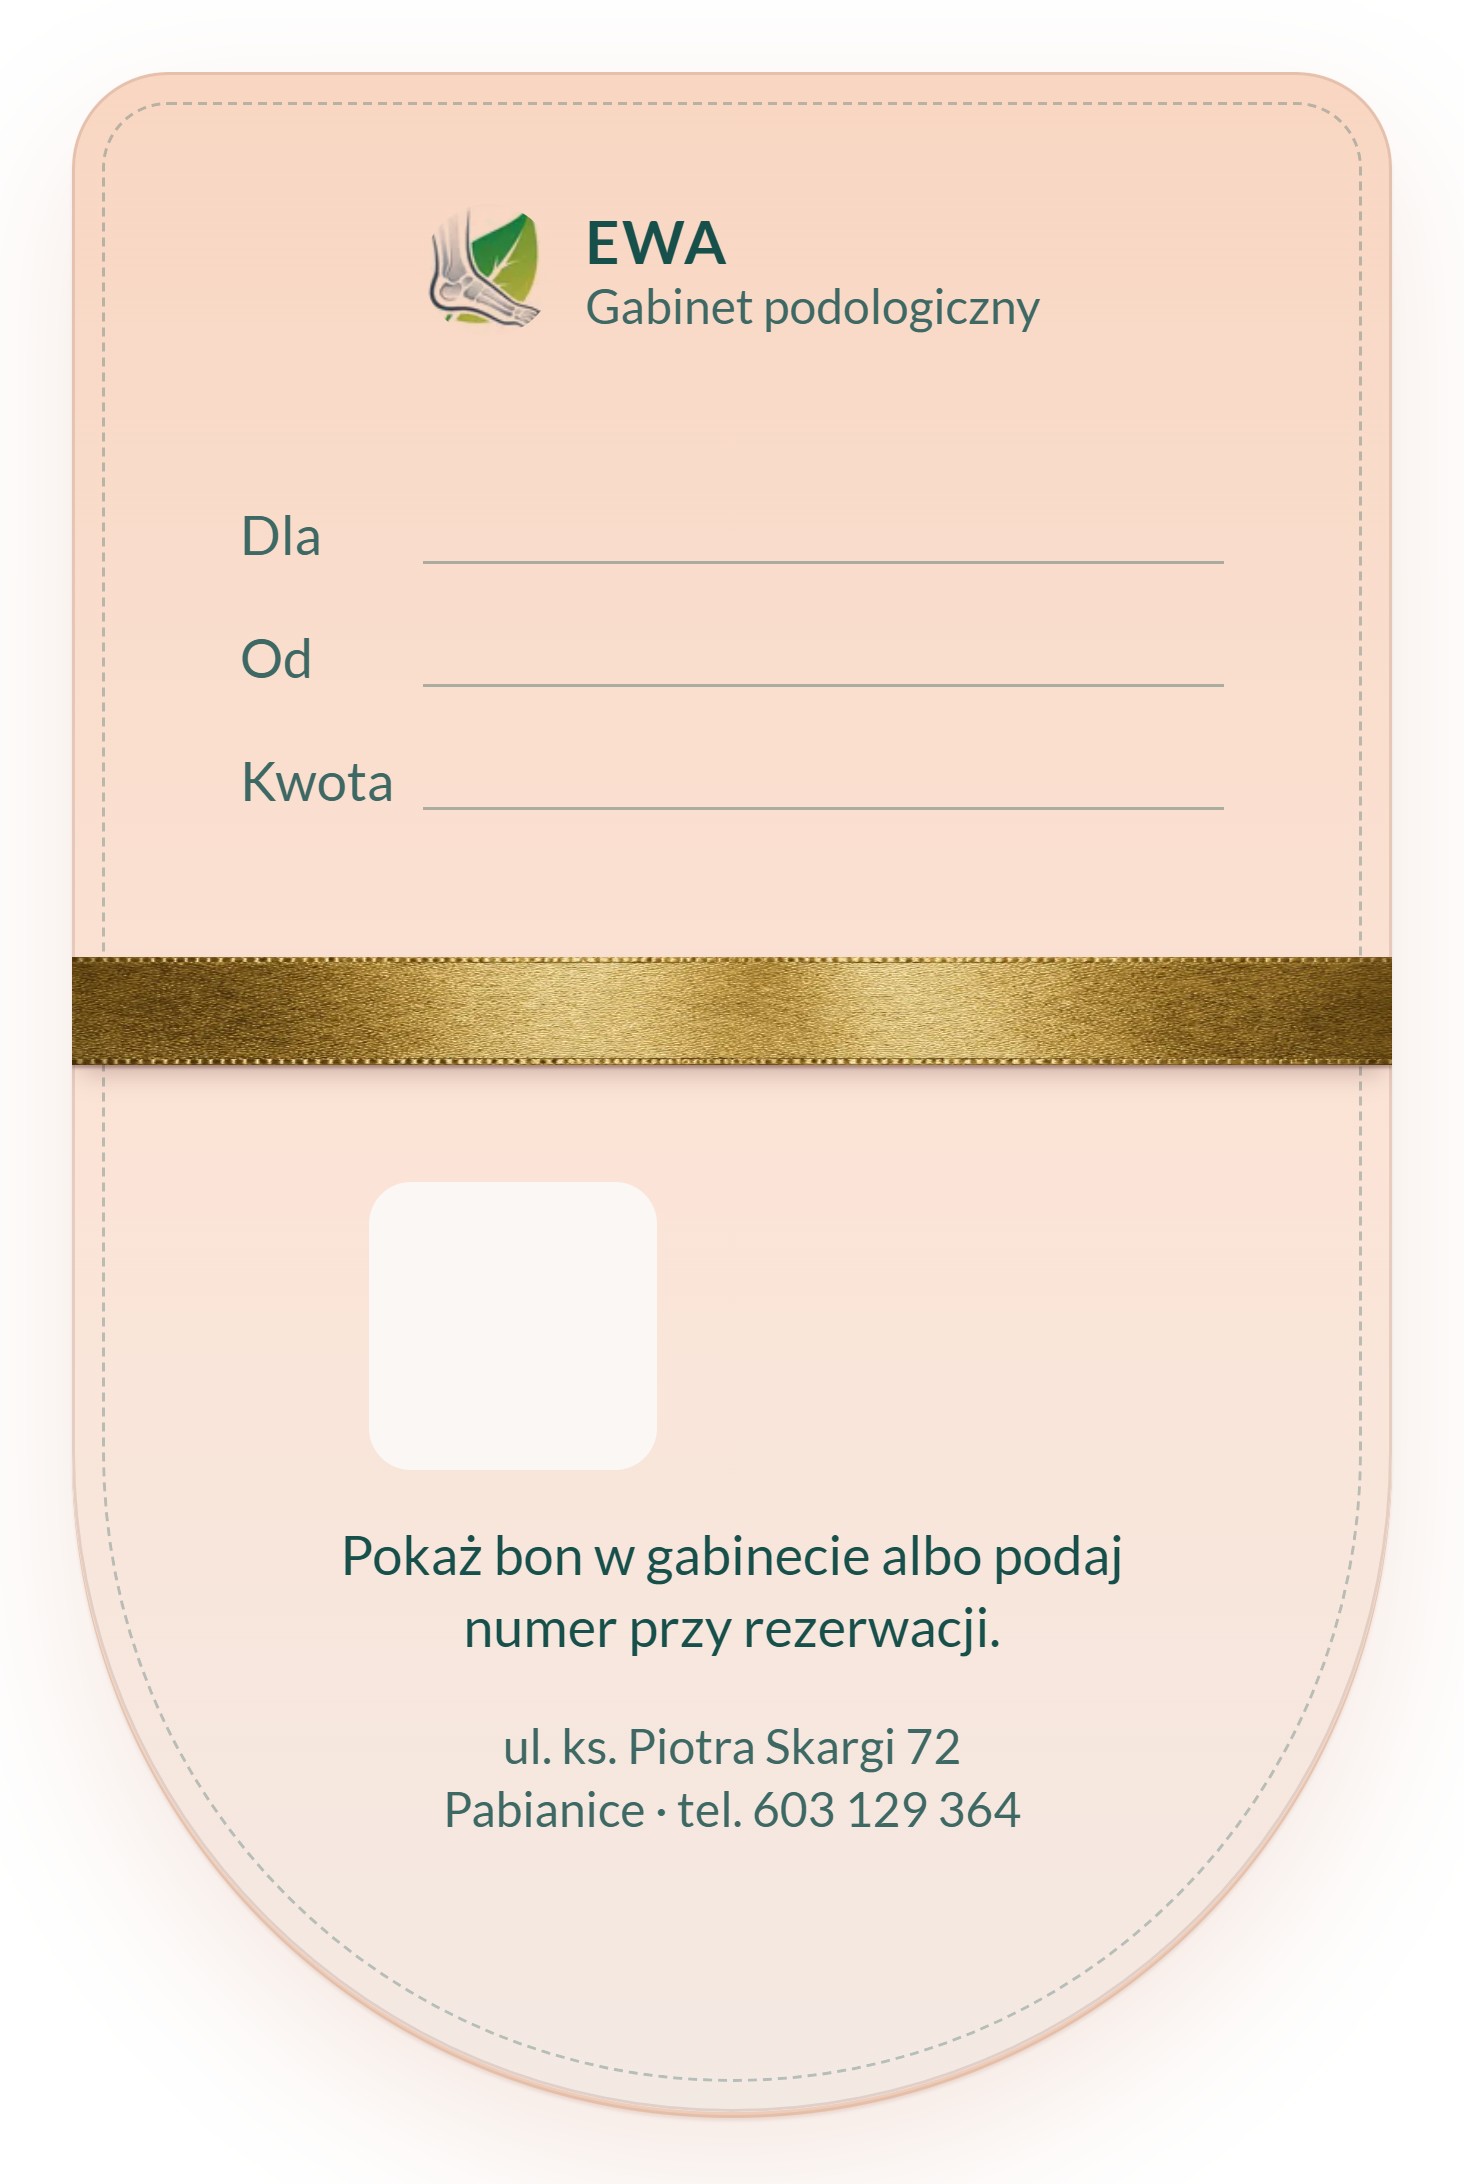 EWA
Gabinet podologiczny
Dla
Od
Kwota
Pokaż bon w gabinecie albo podaj
numer przy rezerwacji.
ul. ks. Piotra Skargi 72
Pabianice · tel. 603 129 364